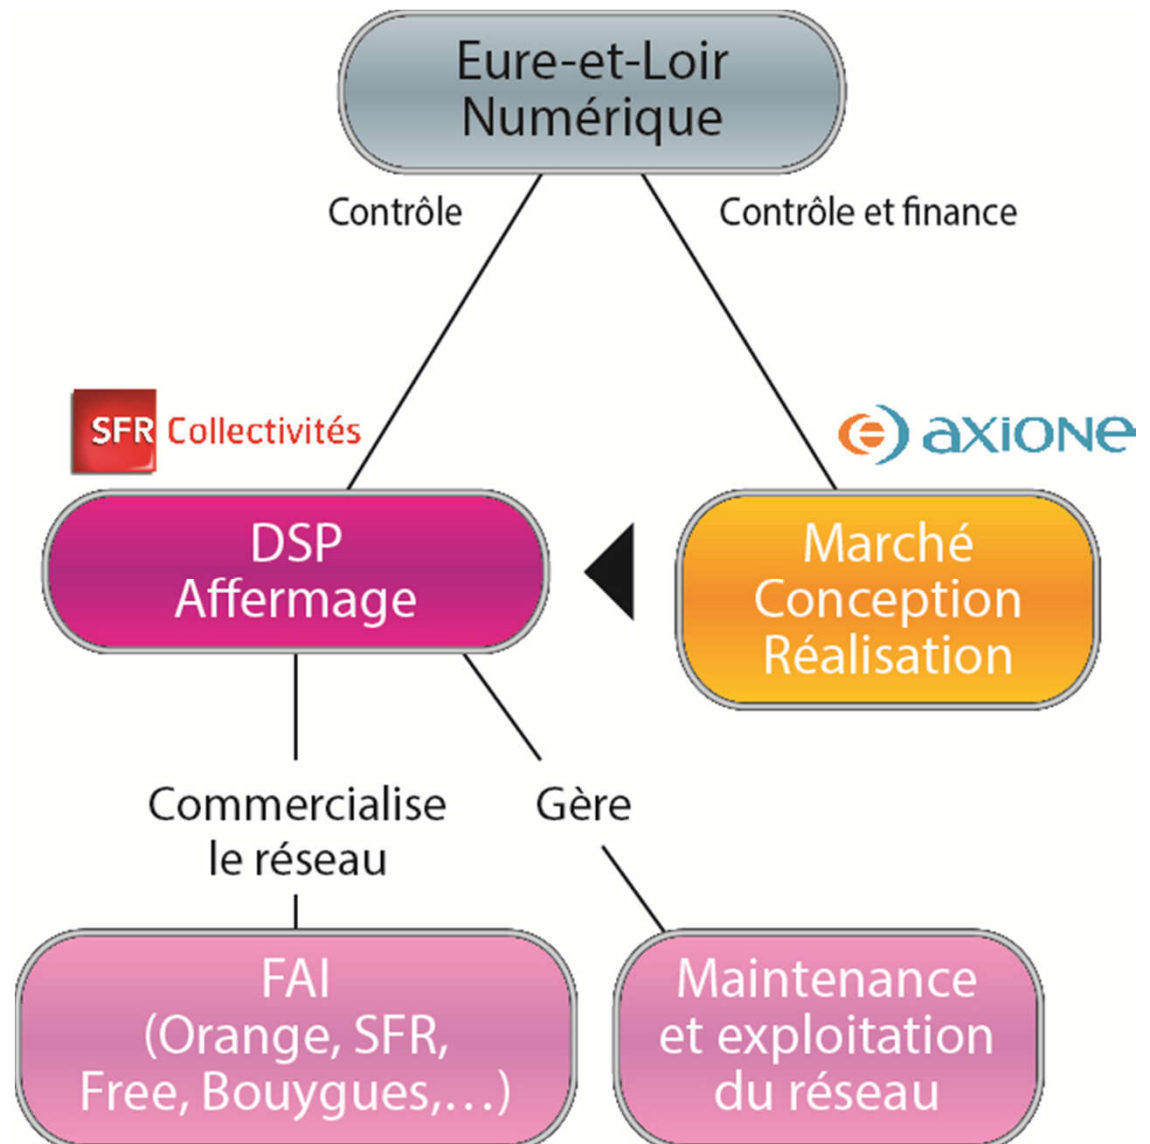 Eure-et-Loir
Numérique
Contrôle
Contrôle et finance
SFR Collectivités
axione
DSP
Affermage
Marché
Conception
Réalisation
Commercialise
le réseau
Gère
FAI
(Orange, SFR,
Free, Bouygues,...)
Maintenance
et exploitation
du réseau